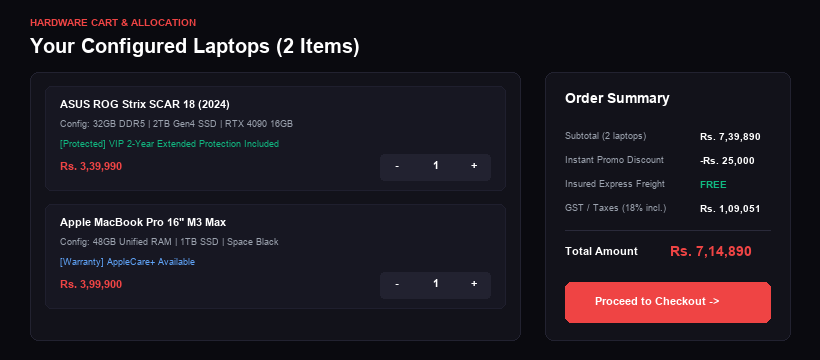 HARDWARE CART & ALLOCATION
Your Configured Laptops (2 Items)
ASUS ROG Strix SCAR 18 (2024)
Config: 32GB DDR5 | 2TB Gen4 SSD | RTX 4090 16GB
[Protected] VIP 2-Year Extended Protection Included
Rs. 3,39,990
- 1 +
Apple MacBook Pro 16" M3 Max
Config: 48GB Unified RAM | 1TB SSD | Space Black
[Warranty] AppleCare+ Available
Rs. 3,99,900
- 1 +
Order Summary
Subtotal (2 laptops) Rs. 7,39,890
Instant Promo Discount -Rs. 25,000
Insured Express Freight FREE
GST / Taxes (18% incl.) Rs. 1,09,051
Total Amount Rs. 7,14,890
Proceed to Checkout ->